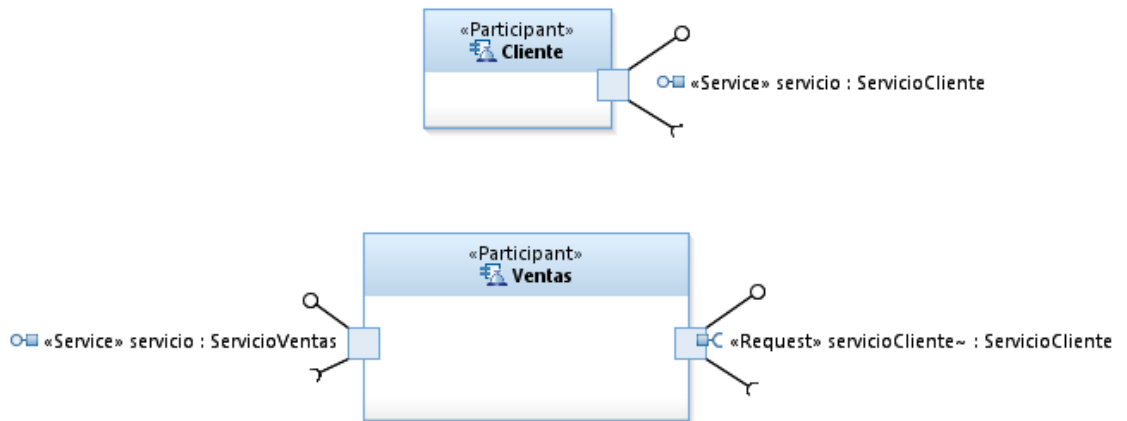 «Participant»
Cliente
«Service» servicio : ServicioCliente
«Participant»
Ventas
«Service» servicio : ServicioVentas
«Request» servicioCliente~ : ServicioCliente